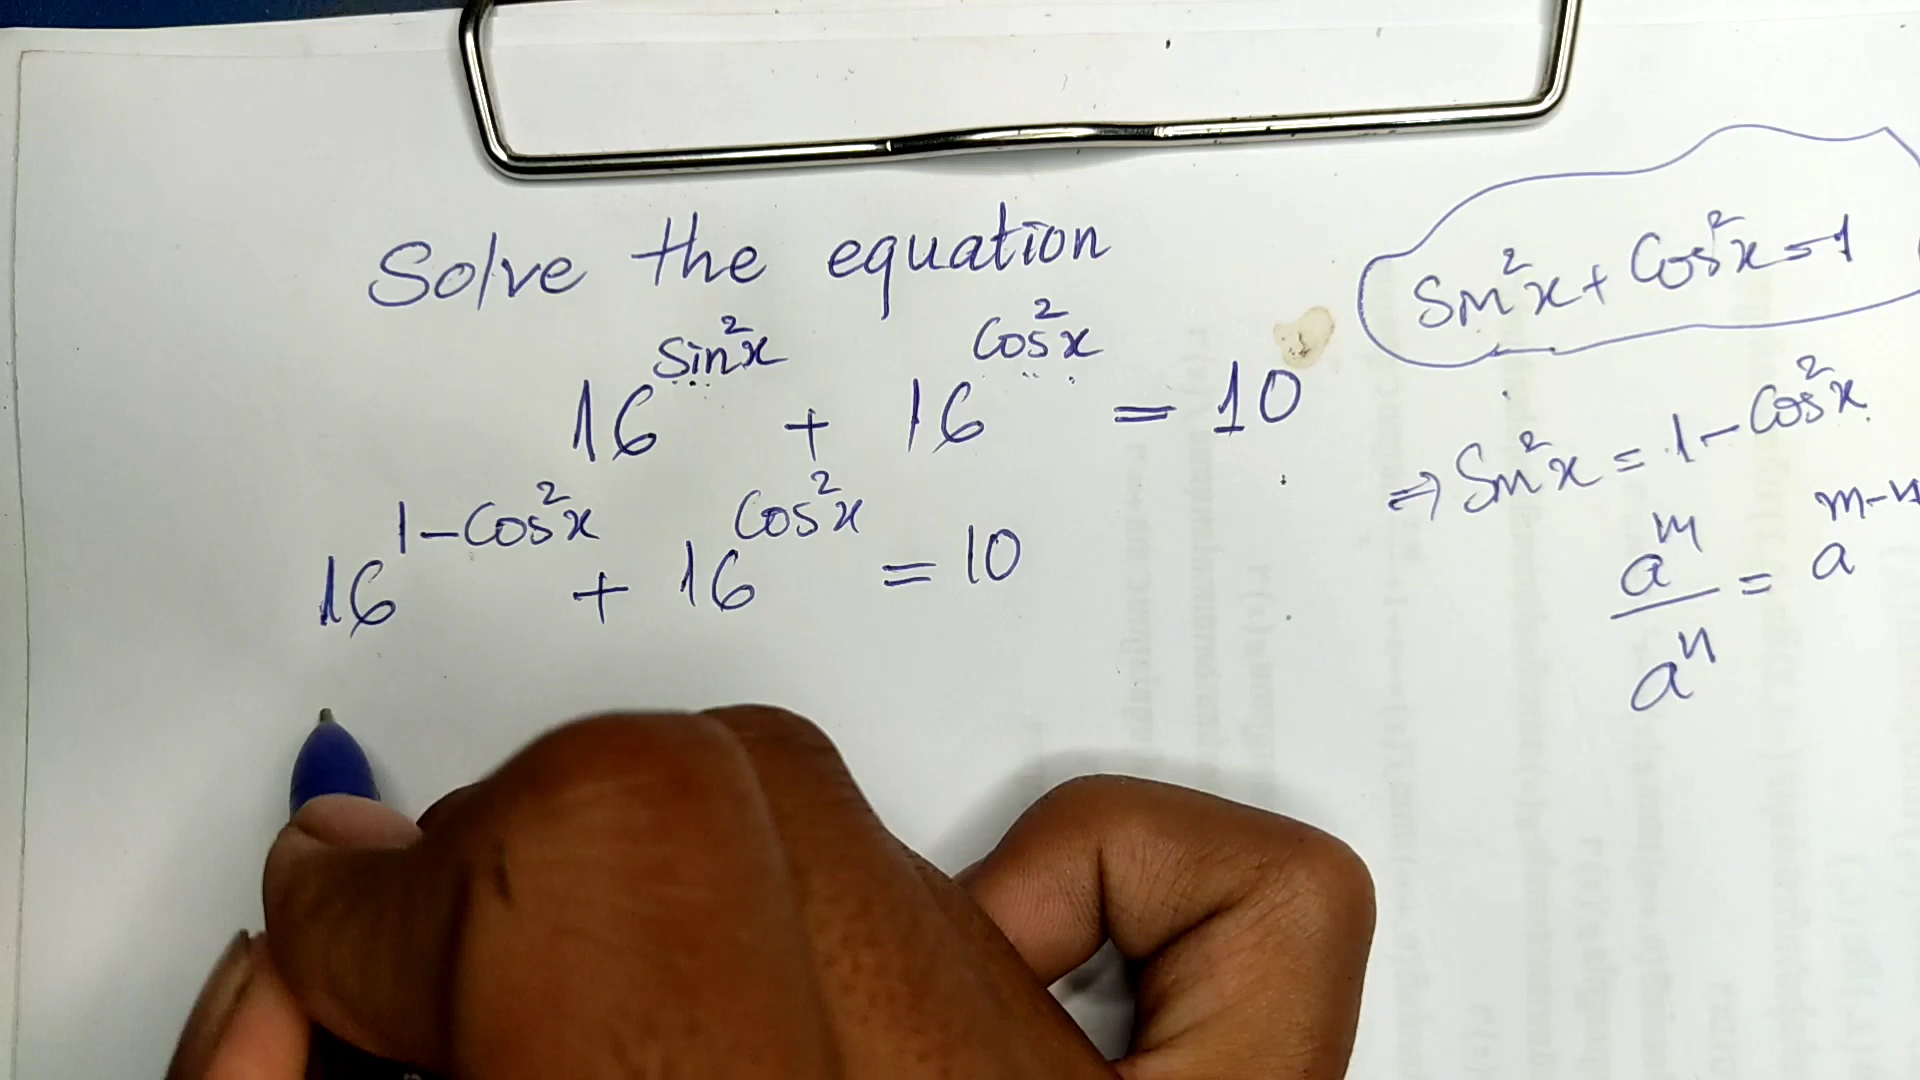 Solve the equation
16^sin²x + 16^Cos²x = 10
16^1-Cos²x + 16^Cos²x = 10
Sin²x + Cos²x = 1
⇒ Sin²x = 1 - Cos²x
a^m/a^n = a^m-n